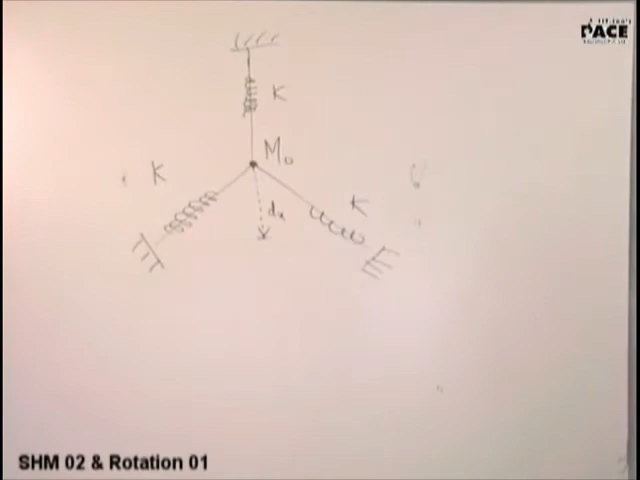 PACE
K
M₀
K
K
dx
SHM 02 & Rotation 01